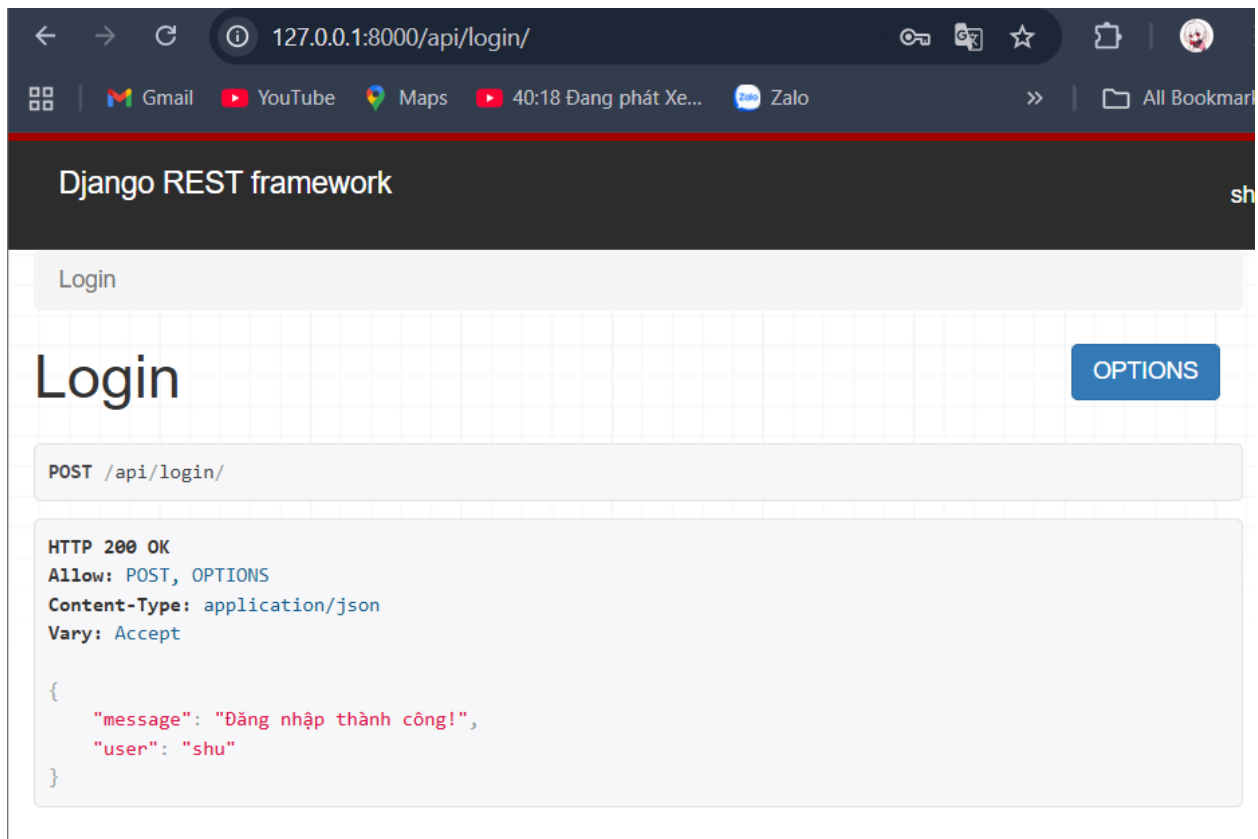 127.0.0.1:8000/api/login/
Gmail YouTube Maps 40:18 Đang phát Xe... Zalo All Bookmark
Django REST framework
sh
Login
Login
OPTIONS
POST /api/login/
HTTP 200 OK
Allow: POST, OPTIONS
Content-Type: application/json
Vary: Accept
{
"message": "Đăng nhập thành công!",
"user": "shu"
}